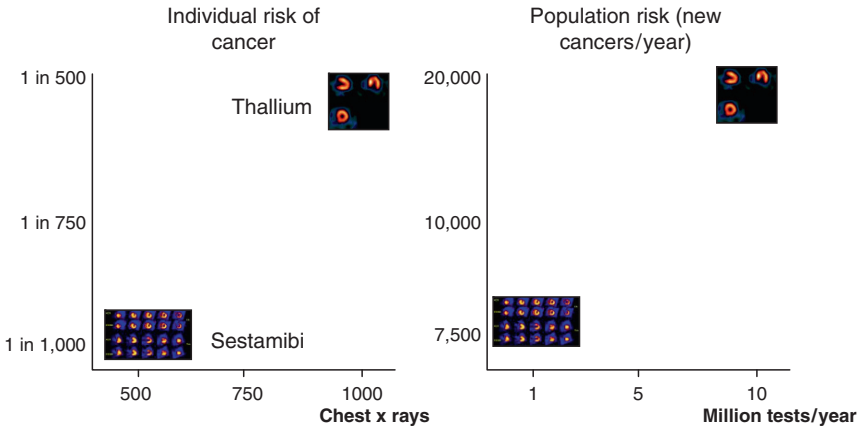 Individual risk of
cancer
1 in 500
1 in 750
1 in 1,000
Thallium
Sestamibi
500 750 1000
Chest x rays
Population risk (new
cancers/year)
20,000
10,000
7,500
1 5 10
Million tests/year